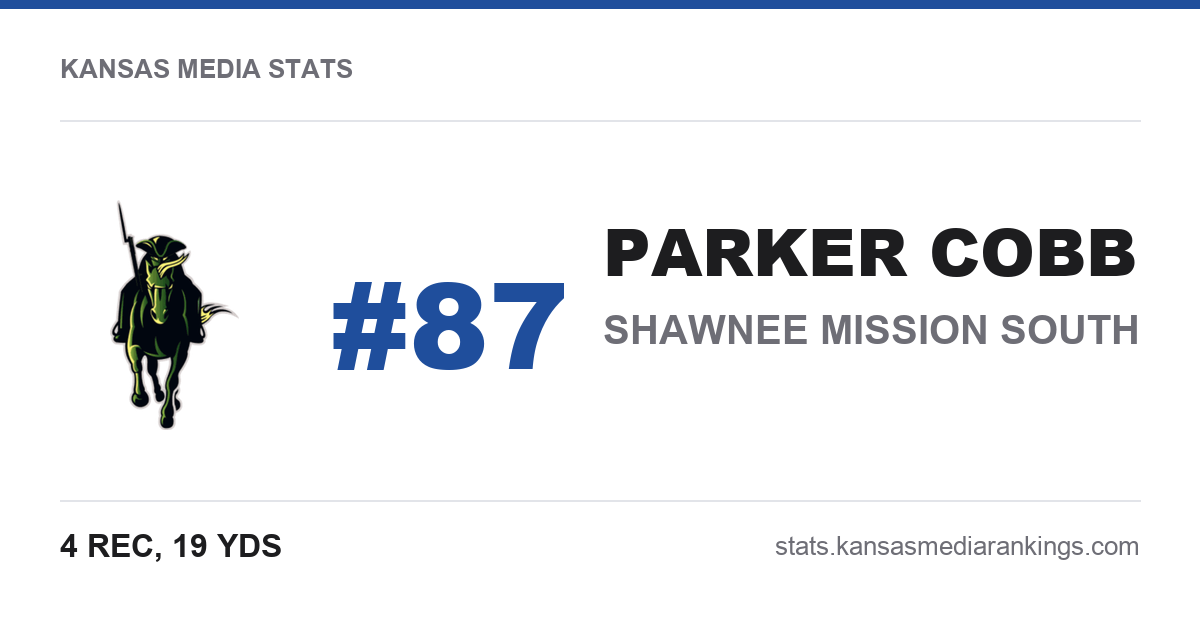 KANSAS MEDIA STATS
#87
PARKER COBB
SHAWNEE MISSION SOUTH
4 REC, 19 YDS
stats.kansasmediarankings.com